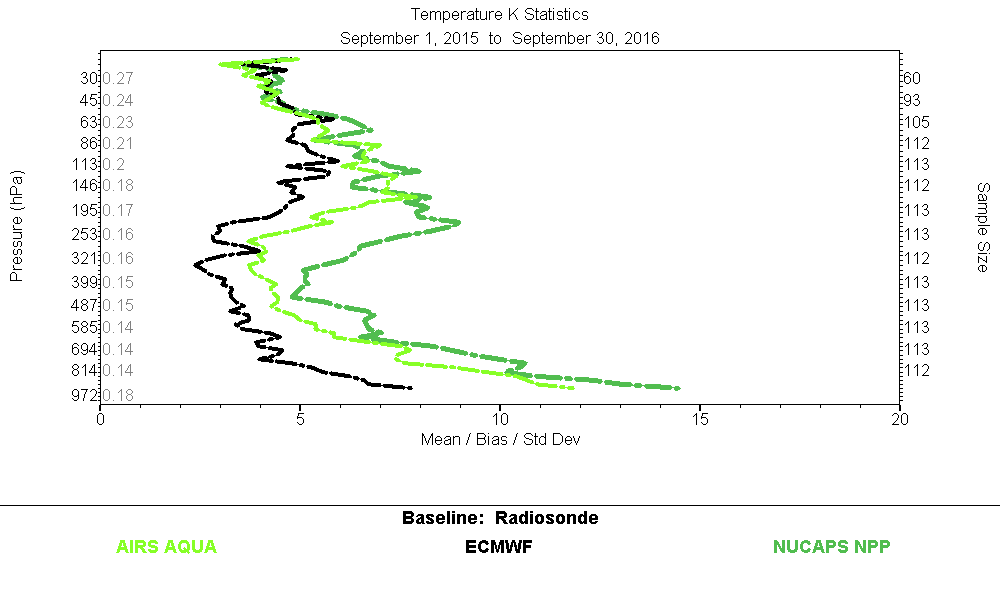 Temperature K Statistics
September 1, 2015 to September 30, 2016
30 0.27 60
45 0.24 93
63 0.23 105
86 0.21 112
113 0.2 113
146 0.18 112
195 0.17 113
253 0.16 113
321 0.16 112
399 0.15 113
487 0.15 113
585 0.14 113
694 0.14 113
814 0.14 112
972 0.18
Pressure (hPa)
Sample Size
0 5 10 15 20
Mean / Bias / Std Dev
Baseline: Radiosonde
AIRS AQUA ECMWF NUCAPS NPP